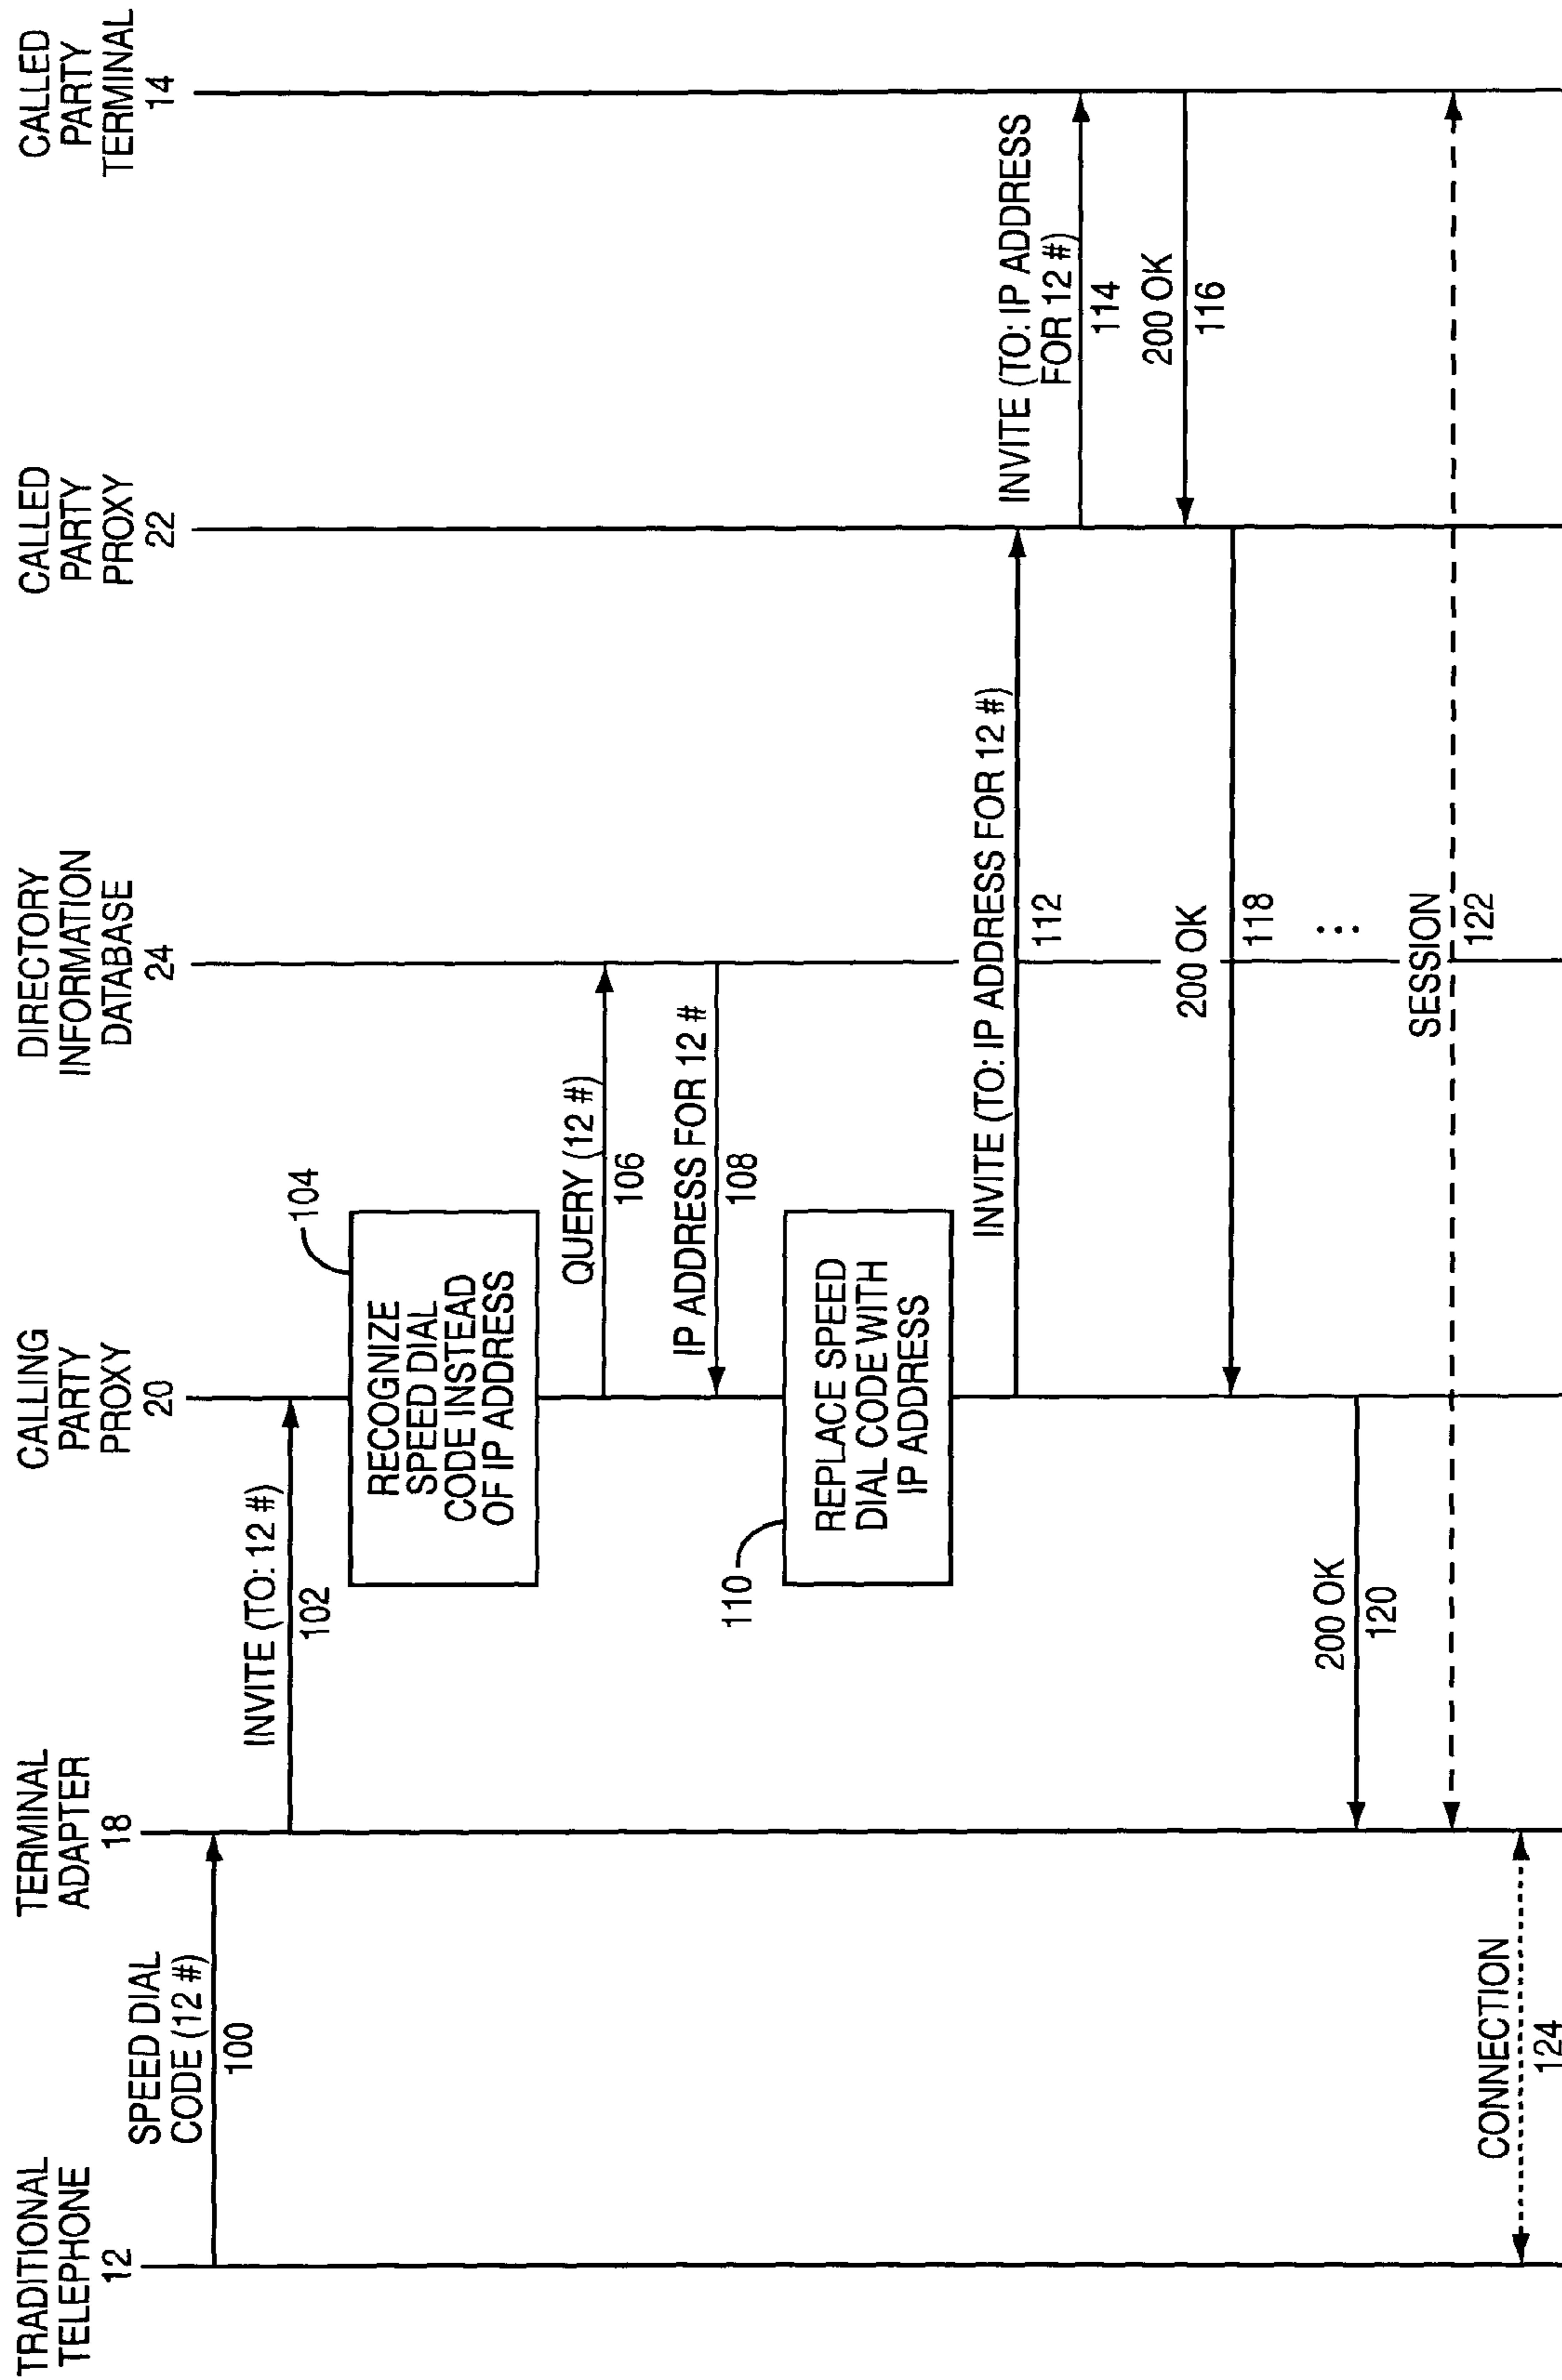 TRADITIONAL
TELEPHONE
12
TERMINAL
ADAPTER
18
CALLING
PARTY
PROXY
20
DIRECTORY
INFORMATION
DATABASE
24
CALLED
PARTY
PROXY
22
CALLED
PARTY
TERMINAL
14
SPEED DIAL
CODE (12 #)
100
INVITE (TO: 12 #)
102
104
RECOGNIZE
SPEED DIAL
CODE INSTEAD
OF IP ADDRESS
QUERY (12 #)
106
IP ADDRESS FOR 12 #
108
110
REPLACE SPEED
DIAL CODE WITH
IP ADDRESS
INVITE (TO: IP ADDRESS FOR 12 #)
112
INVITE (TO: IP ADDRESS
FOR 12 #)
114
200 OK
116
200 OK
118
200 OK
120
SESSION
122
CONNECTION
124